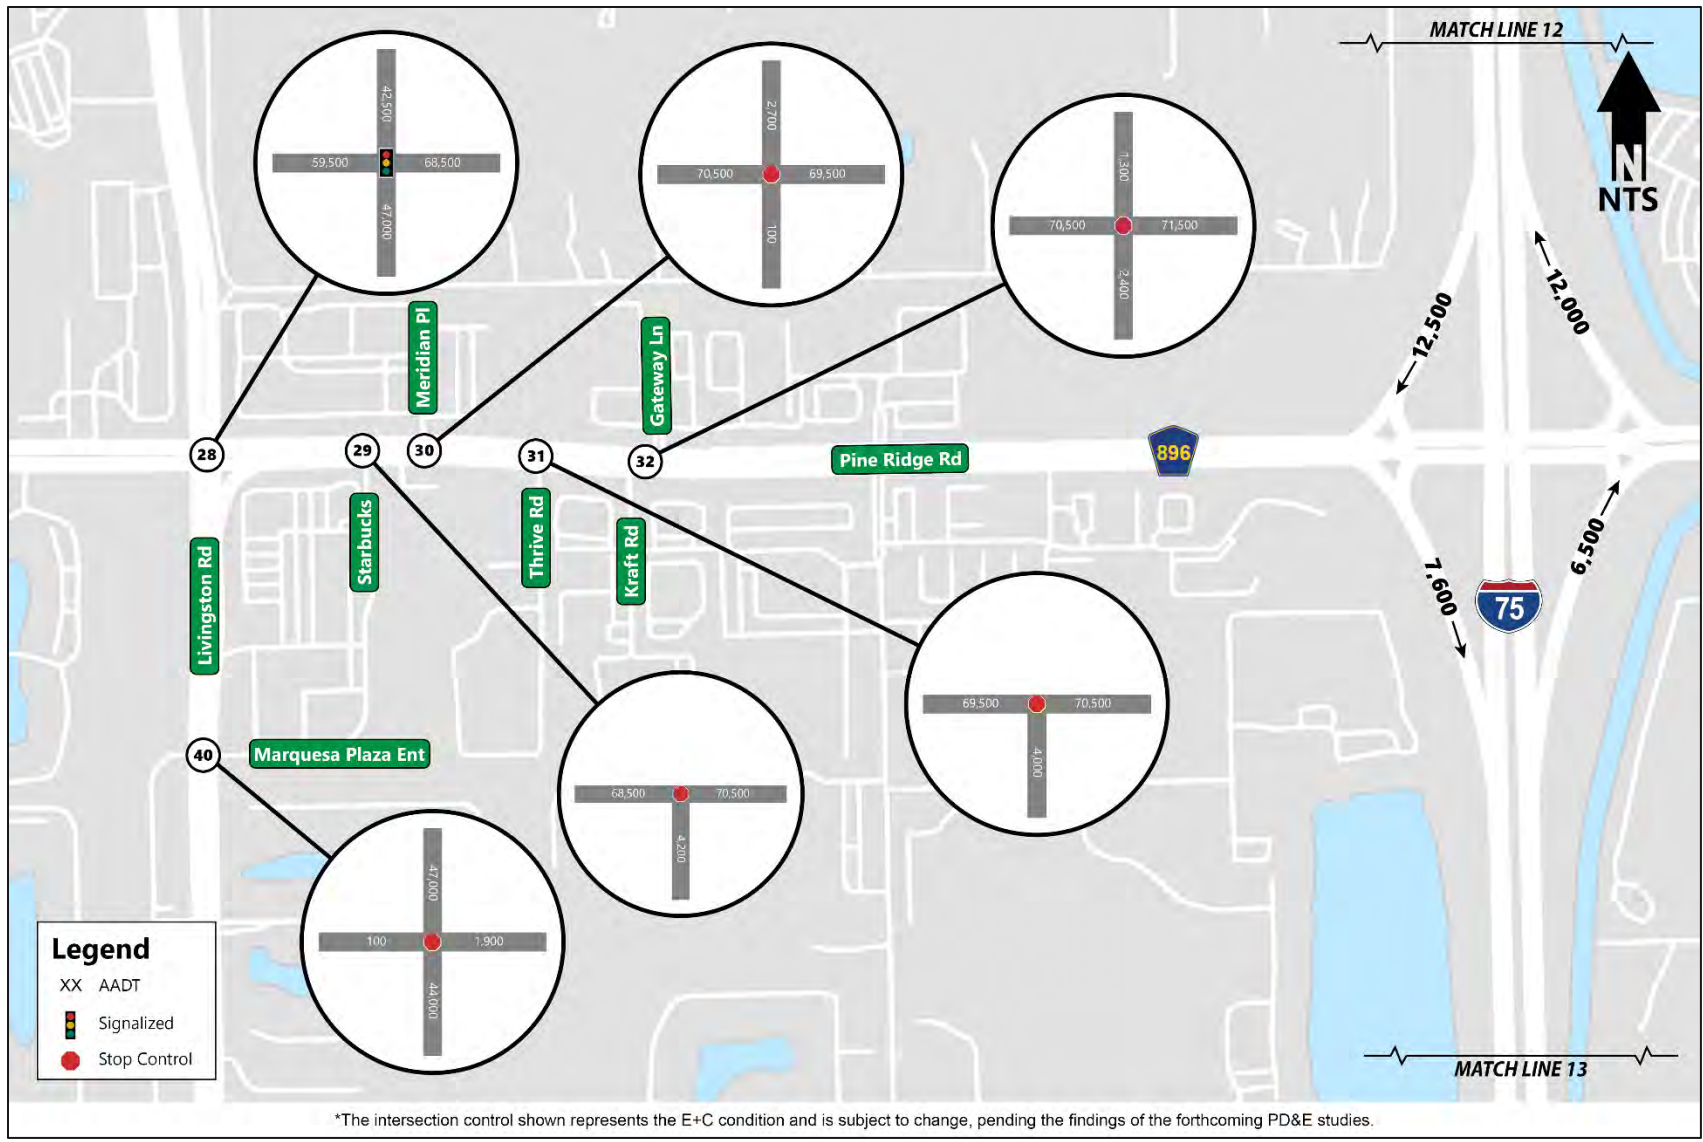 MATCH LINE 12
N
NTS
42,500
59,500
68,500
47,000
2,700
70,500
69,500
100
1,300
70,500
71,500
2,400
12,500
12,000
Meridian Pl
Gateway Ln
28
29
30
31
32
Pine Ridge Rd
896
Livingston Rd
Starbucks
Thrive Rd
Kraft Rd
7,600
6,500
75
40
Marquesa Plaza Ent
69,500
70,500
4,000
68,500
70,500
4,200
47,000
100
1,900
44,000
Legend
XX AADT
Signalized
Stop Control
MATCH LINE 13
*The intersection control shown represents the E+C condition and is subject to change, pending the findings of the forthcoming PD&E studies.